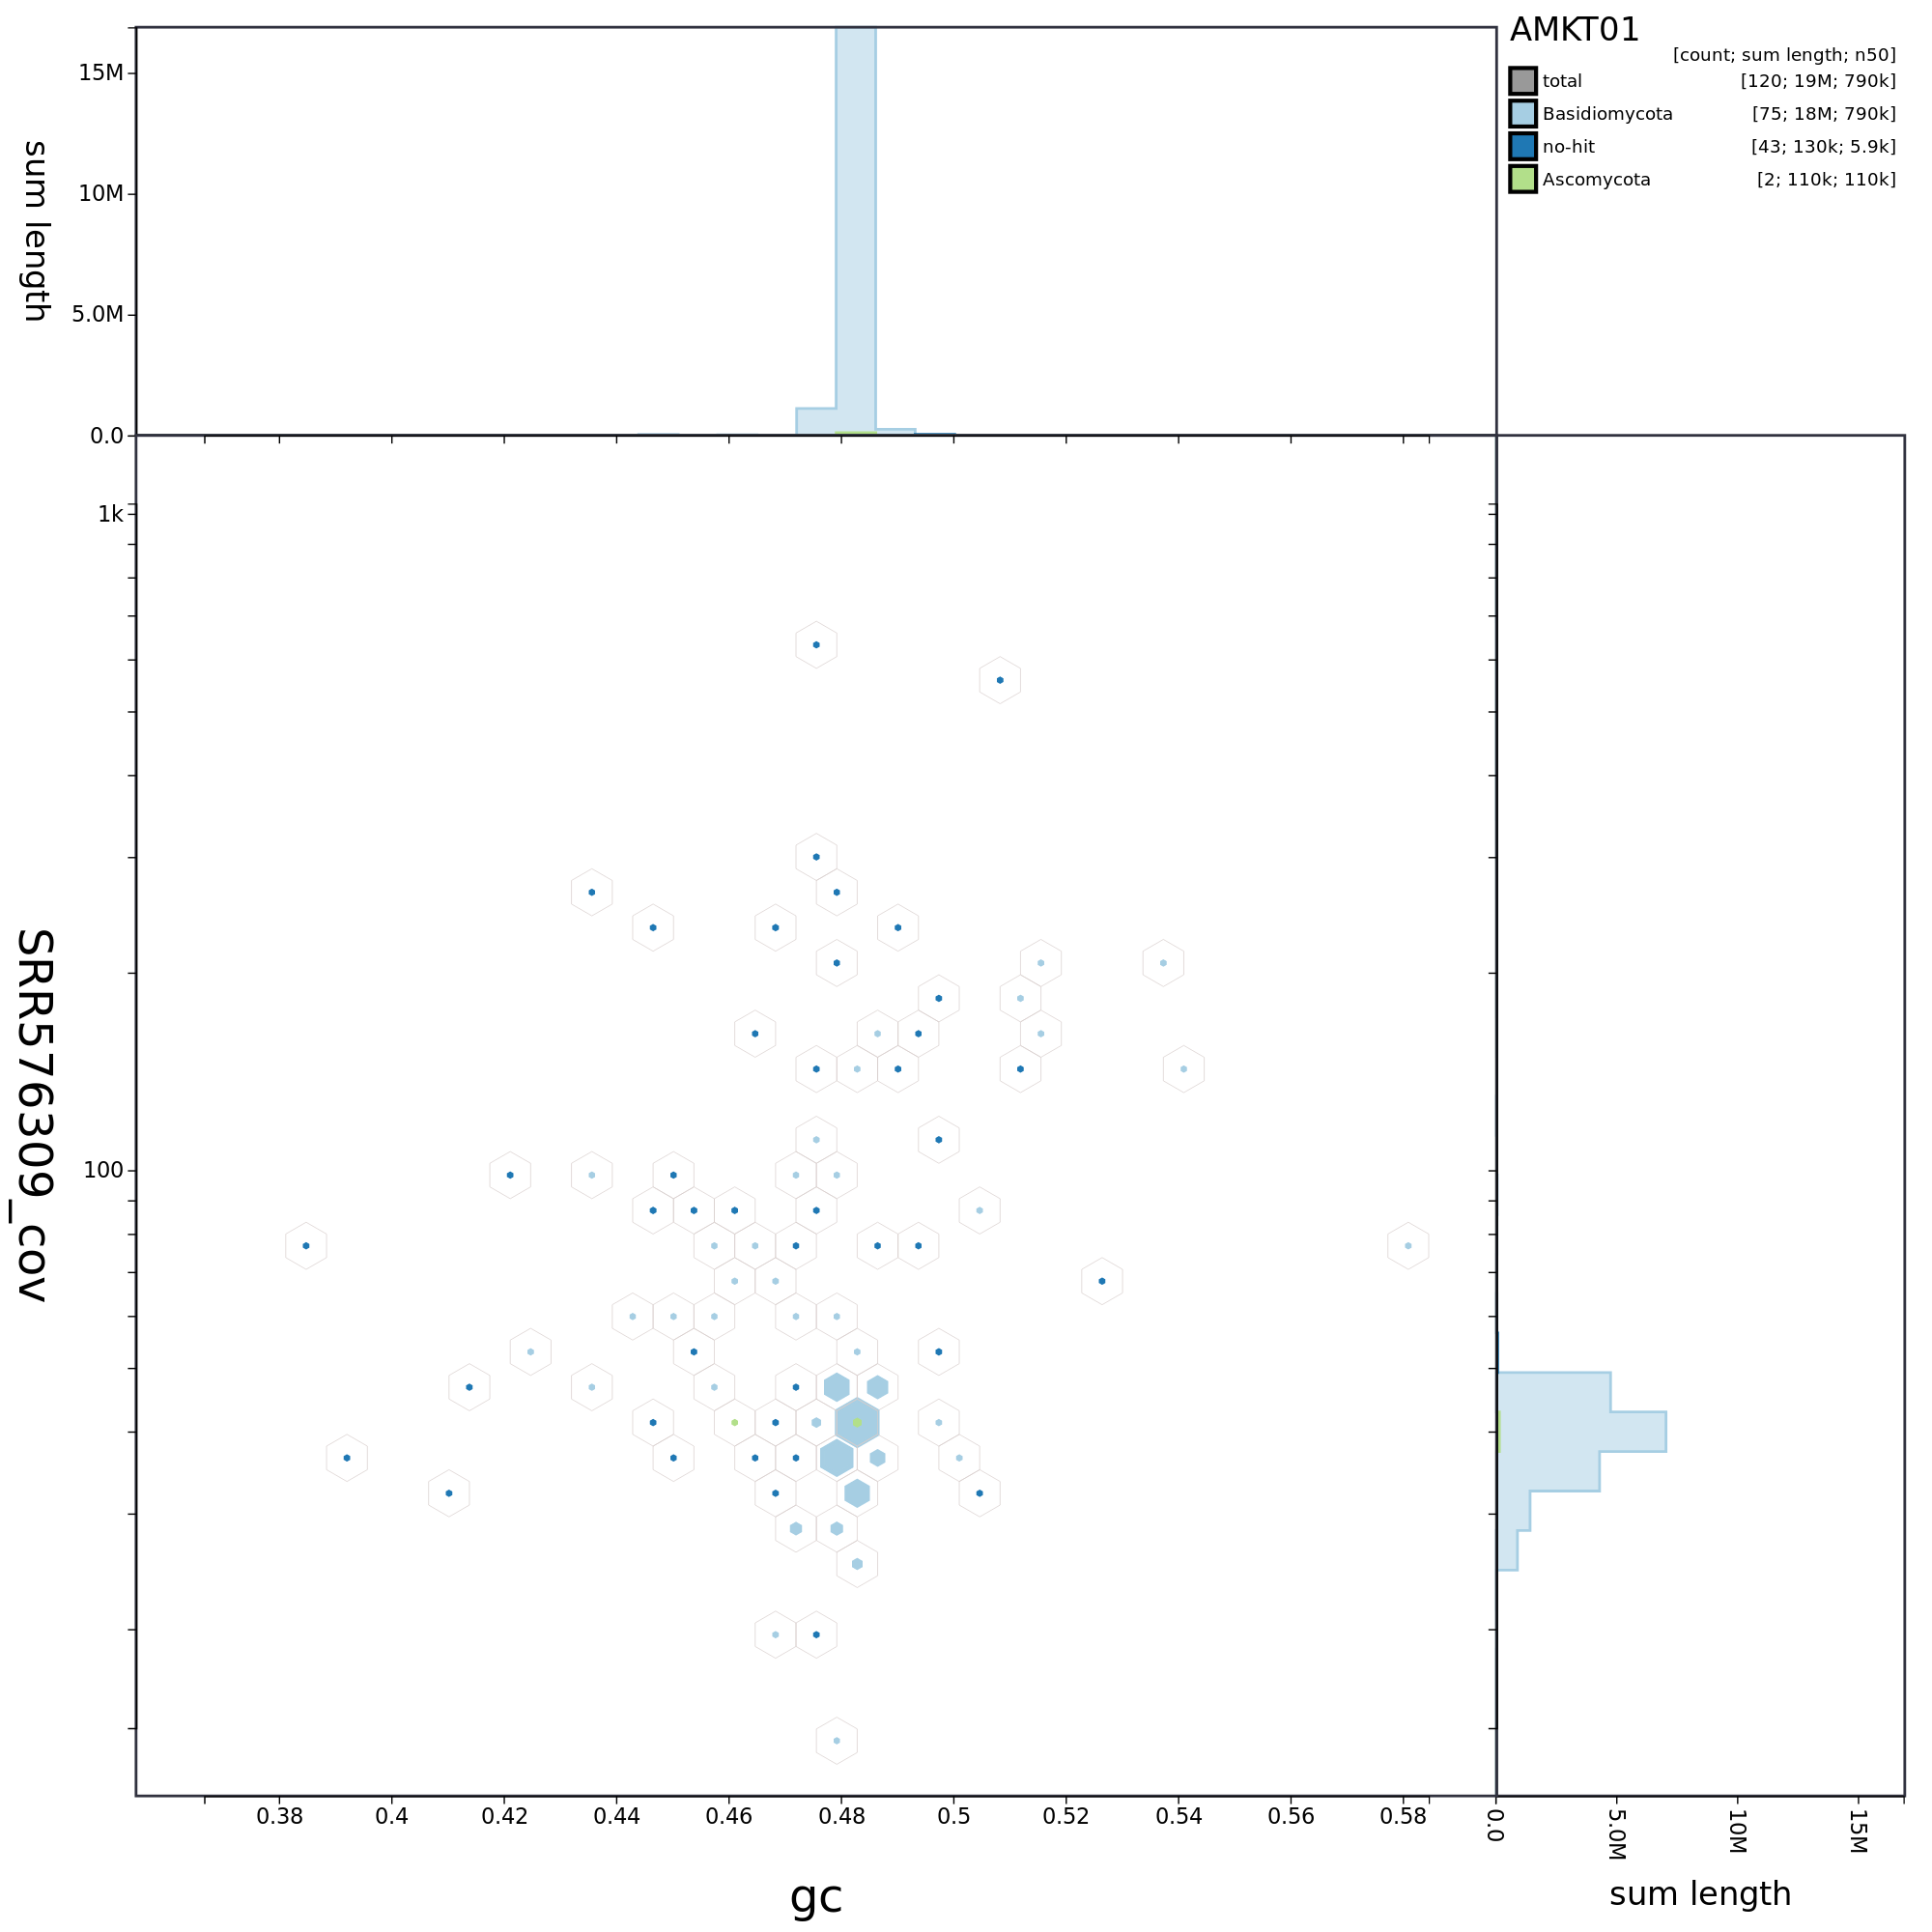 AMKT01
[count; sum length; n50]
total [120; 19M; 790k]
Basidiomycota [75; 18M; 790k]
no-hit [43; 130k; 5.9k]
Ascomycota [2; 110k; 110k]
sum length
15M
10M
5.0M
0.0
SRR576309_cov
1k
100
0.38 0.4 0.42 0.44 0.46 0.48 0.5 0.52 0.54 0.56 0.58
gc
0.0 5.0M 10M 15M
sum length